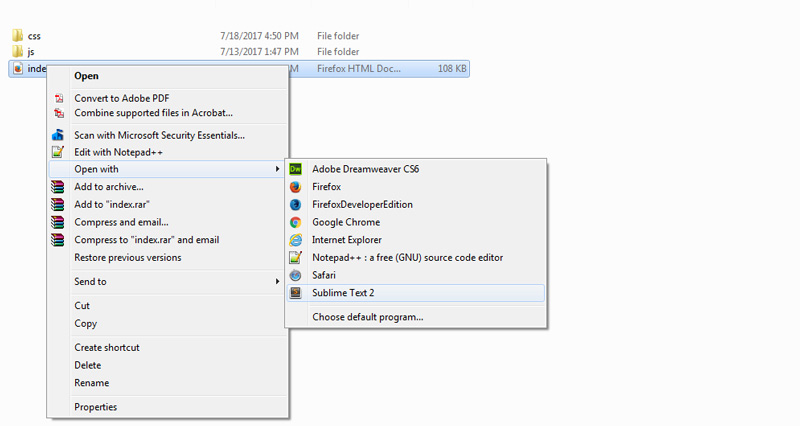 css 7/18/2017 4:50 PM File folder
js 7/13/2017 1:47 PM File folder
inde M Firefox HTML Doc... 108 KB
Open
Convert to Adobe PDF
Combine supported files in Acrobat...
Scan with Microsoft Security Essentials...
Edit with Notepad++
Open with
Add to archive...
Add to "index.rar"
Compress and email...
Compress to "index.rar" and email
Restore previous versions
Send to
Cut
Copy
Create shortcut
Delete
Rename
Properties
Adobe Dreamweaver CS6
Firefox
FirefoxDeveloperEdition
Google Chrome
Internet Explorer
Notepad++ : a free (GNU) source code editor
Safari
Sublime Text 2
Choose default program...